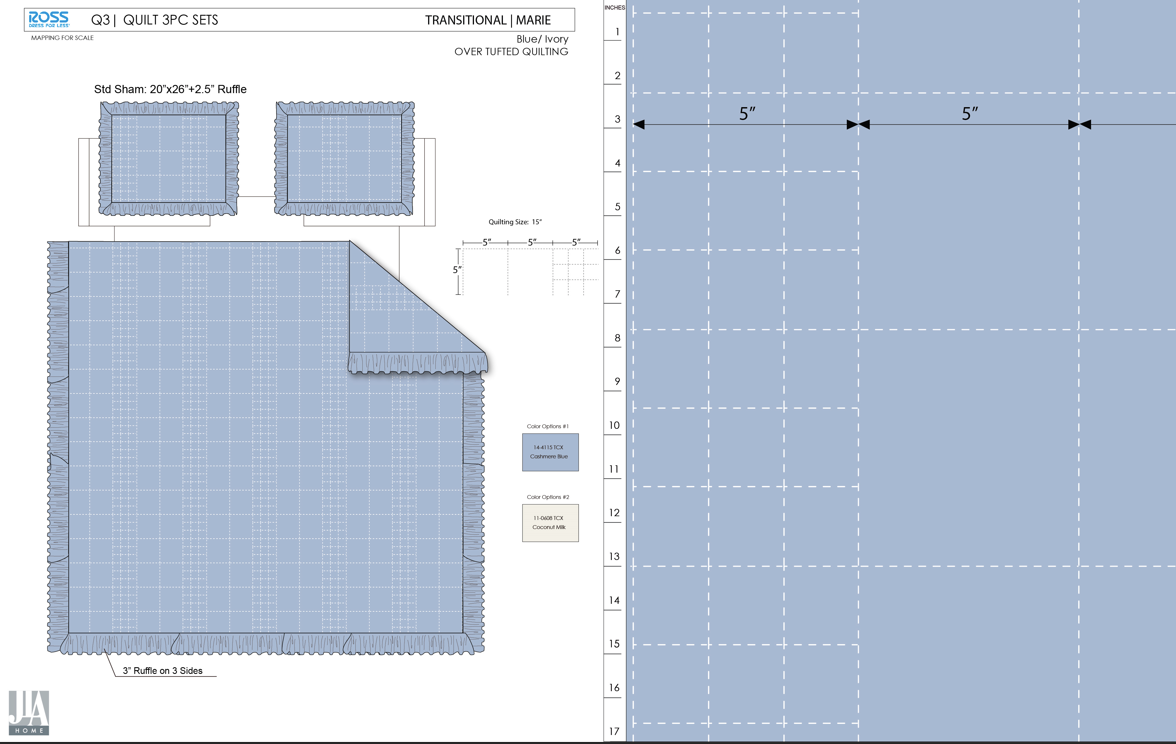 ROSS
DRESS FOR LESS
Q3| QUILT 3PC SETS
TRANSITIONAL | MARIE
MAPPING FOR SCALE
Blue/ Ivory
OVER TUFTED QUILTING
Std Sham: 20"x26"+2.5" Ruffle
Quilting Size: 15"
5"
5"
5"
5"
Color Options #1
14-4115 TCX
Cashmere Blue
Color Options #2
11-0608 TCX
Coconut Milk
3" Ruffle on 3 Sides
JLA
HOME
INCHES
1
2
3
4
5
6
7
8
9
10
11
12
13
14
15
16
17
5"
5"